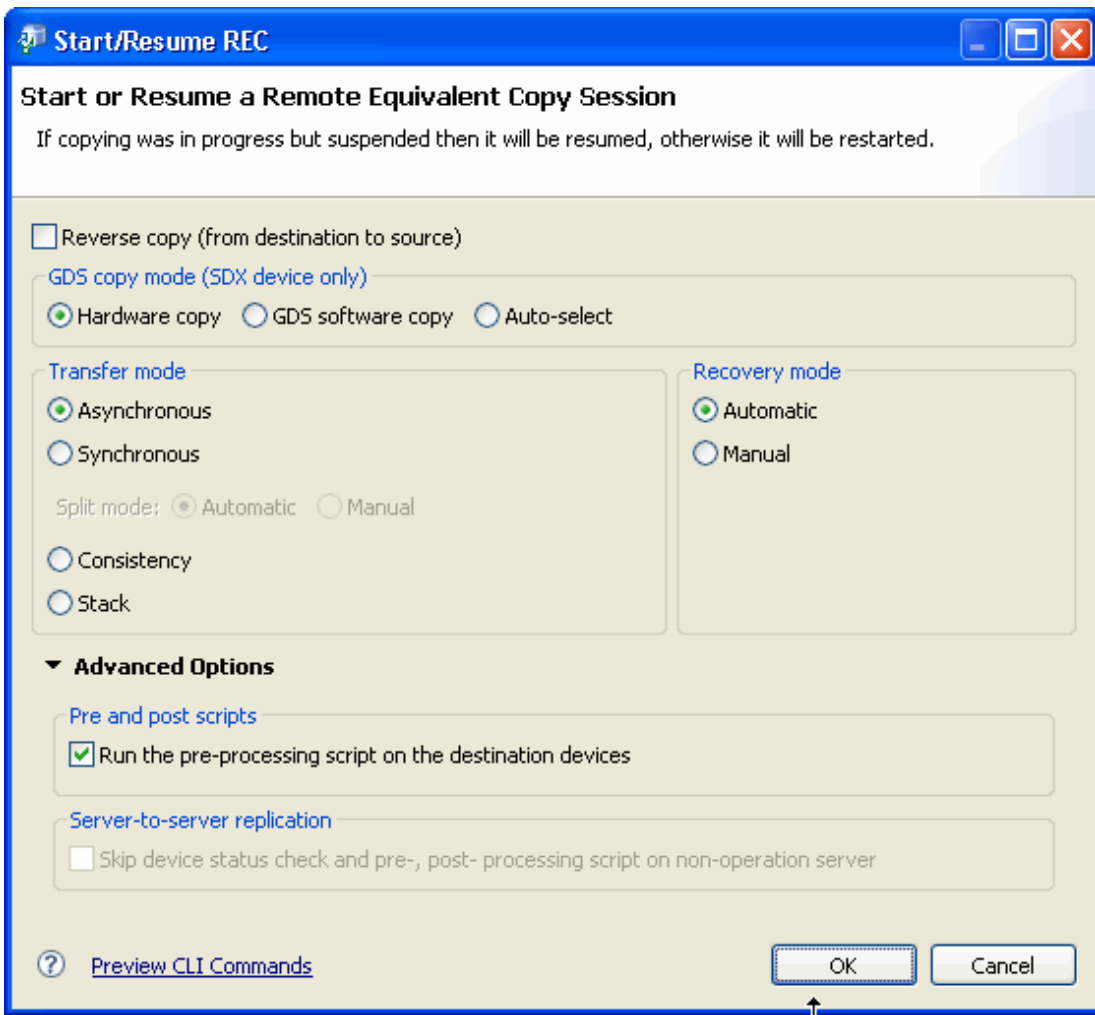 Start/Resume REC
Start or Resume a Remote Equivalent Copy Session
If copying was in progress but suspended then it will be resumed, otherwise it will be restarted.
Reverse copy (from destination to source)
GDS copy mode (SDX device only)
Hardware copy GDS software copy Auto-select
Transfer mode
Asynchronous
Synchronous
Split mode: Automatic Manual
Consistency
Stack
Recovery mode
Automatic
Manual
Advanced Options
Pre and post scripts
Run the pre-processing script on the destination devices
Server-to-server replication
Skip device status check and pre-, post- processing script on non-operation server
? Preview CLI Commands
OK Cancel